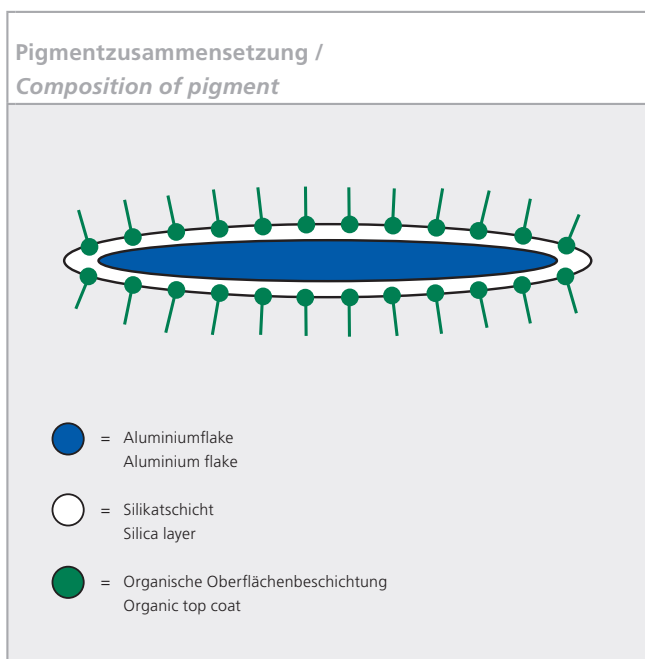 Pigmentzusammensetzung /
Composition of pigment
= Aluminiumflake
Aluminium flake
= Silikatschicht
Silica layer
= Organische Oberflächenbeschichtung
Organic top coat